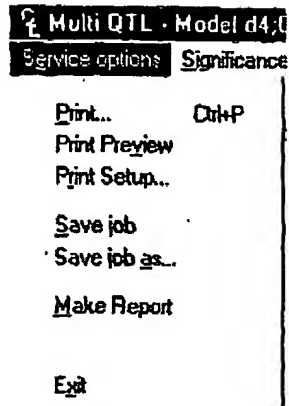 Multi QTL - Model d4;
Service options Significance
Print... Ctrl+P
Print Preview
Print Setup...
Save job
Save job as...
Make Report
Exit